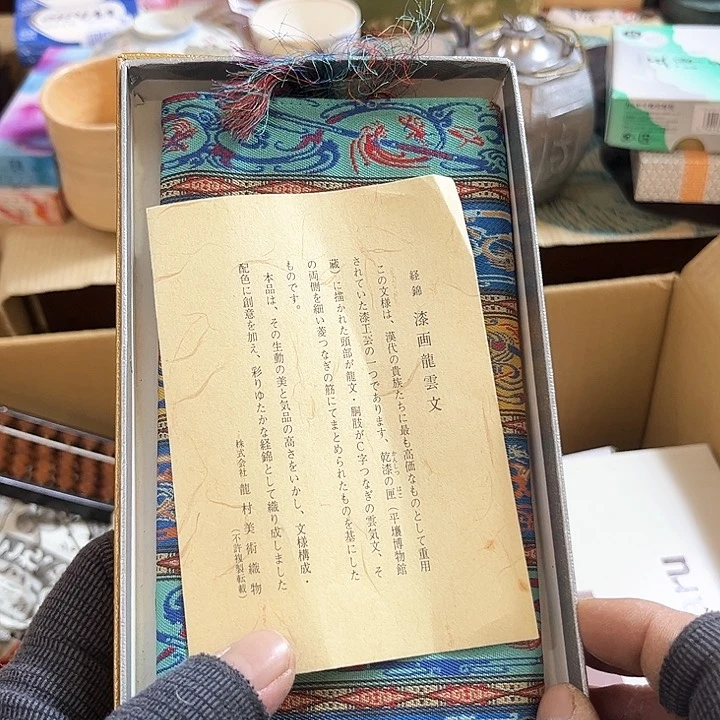 経錦 漆画龍雲文
この文様は、漢代の貴族たちに最も高価なものとして重用
されていた漆工芸の一つであります、乾漆の匣(平壌博物館
蔵)に描かれた頸部が龍文・胴肢がC字つなぎの雲気文、そ
の両側を細い菱つなぎの筋にてまとめられたものを基にした
ものです。
本品は、その生動の美と気品の高さをいかし、文様構成・
配色に創意を加え、彩りゆたかな経錦として織り成しました
株式会社 龍村美術織物
(不許複製転載)